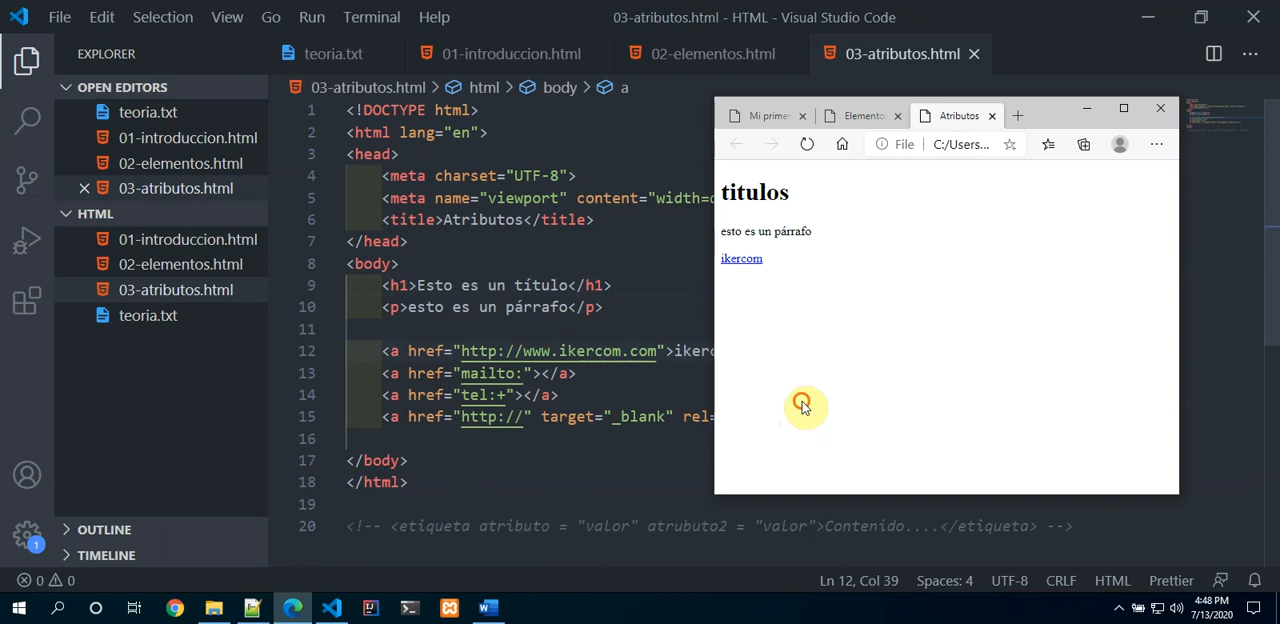 File Edit Selection View Go Run Terminal Help
03-atributos.html - HTML - Visual Studio Code
EXPLORER
teoria.txt
01-introduccion.html
02-elementos.html
03-atributos.html
OPEN EDITORS
teoria.txt
01-introduccion.html
02-elementos.html
03-atributos.html
HTML
01-introduccion.html
02-elementos.html
03-atributos.html
teoria.txt
OUTLINE
TIMELINE
03-atributos.html > html > body > a
1 <!DOCTYPE html>
2 <html lang="en">
3 <head>
4 <meta charset="UTF-8">
5 <meta name="viewport" content="width=
6 <title>Atributos</title>
7 </head>
8 <body>
9 <h1>Esto es un título</h1>
10 <p>esto es un párrafo</p>
11
12 <a href="http://www.ikercom.com">iker
13 <a href="mailto:"></a>
14 <a href="tel:+"></a>
15 <a href="http://" target="_blank" rel=
16
17 </body>
18 </html>
19
20 <!-- <etiqueta atributo = "valor" atrubuto2 = "valor">Contenido....</etiqueta> -->
Mi prime
Elemento
Atributos
File
C:/Users...
titulos
esto es un párrafo
ikercom
1
0 0
Ln 12, Col 39 Spaces: 4 UTF-8 CRLF HTML Prettier
4:48 PM
7/13/2020